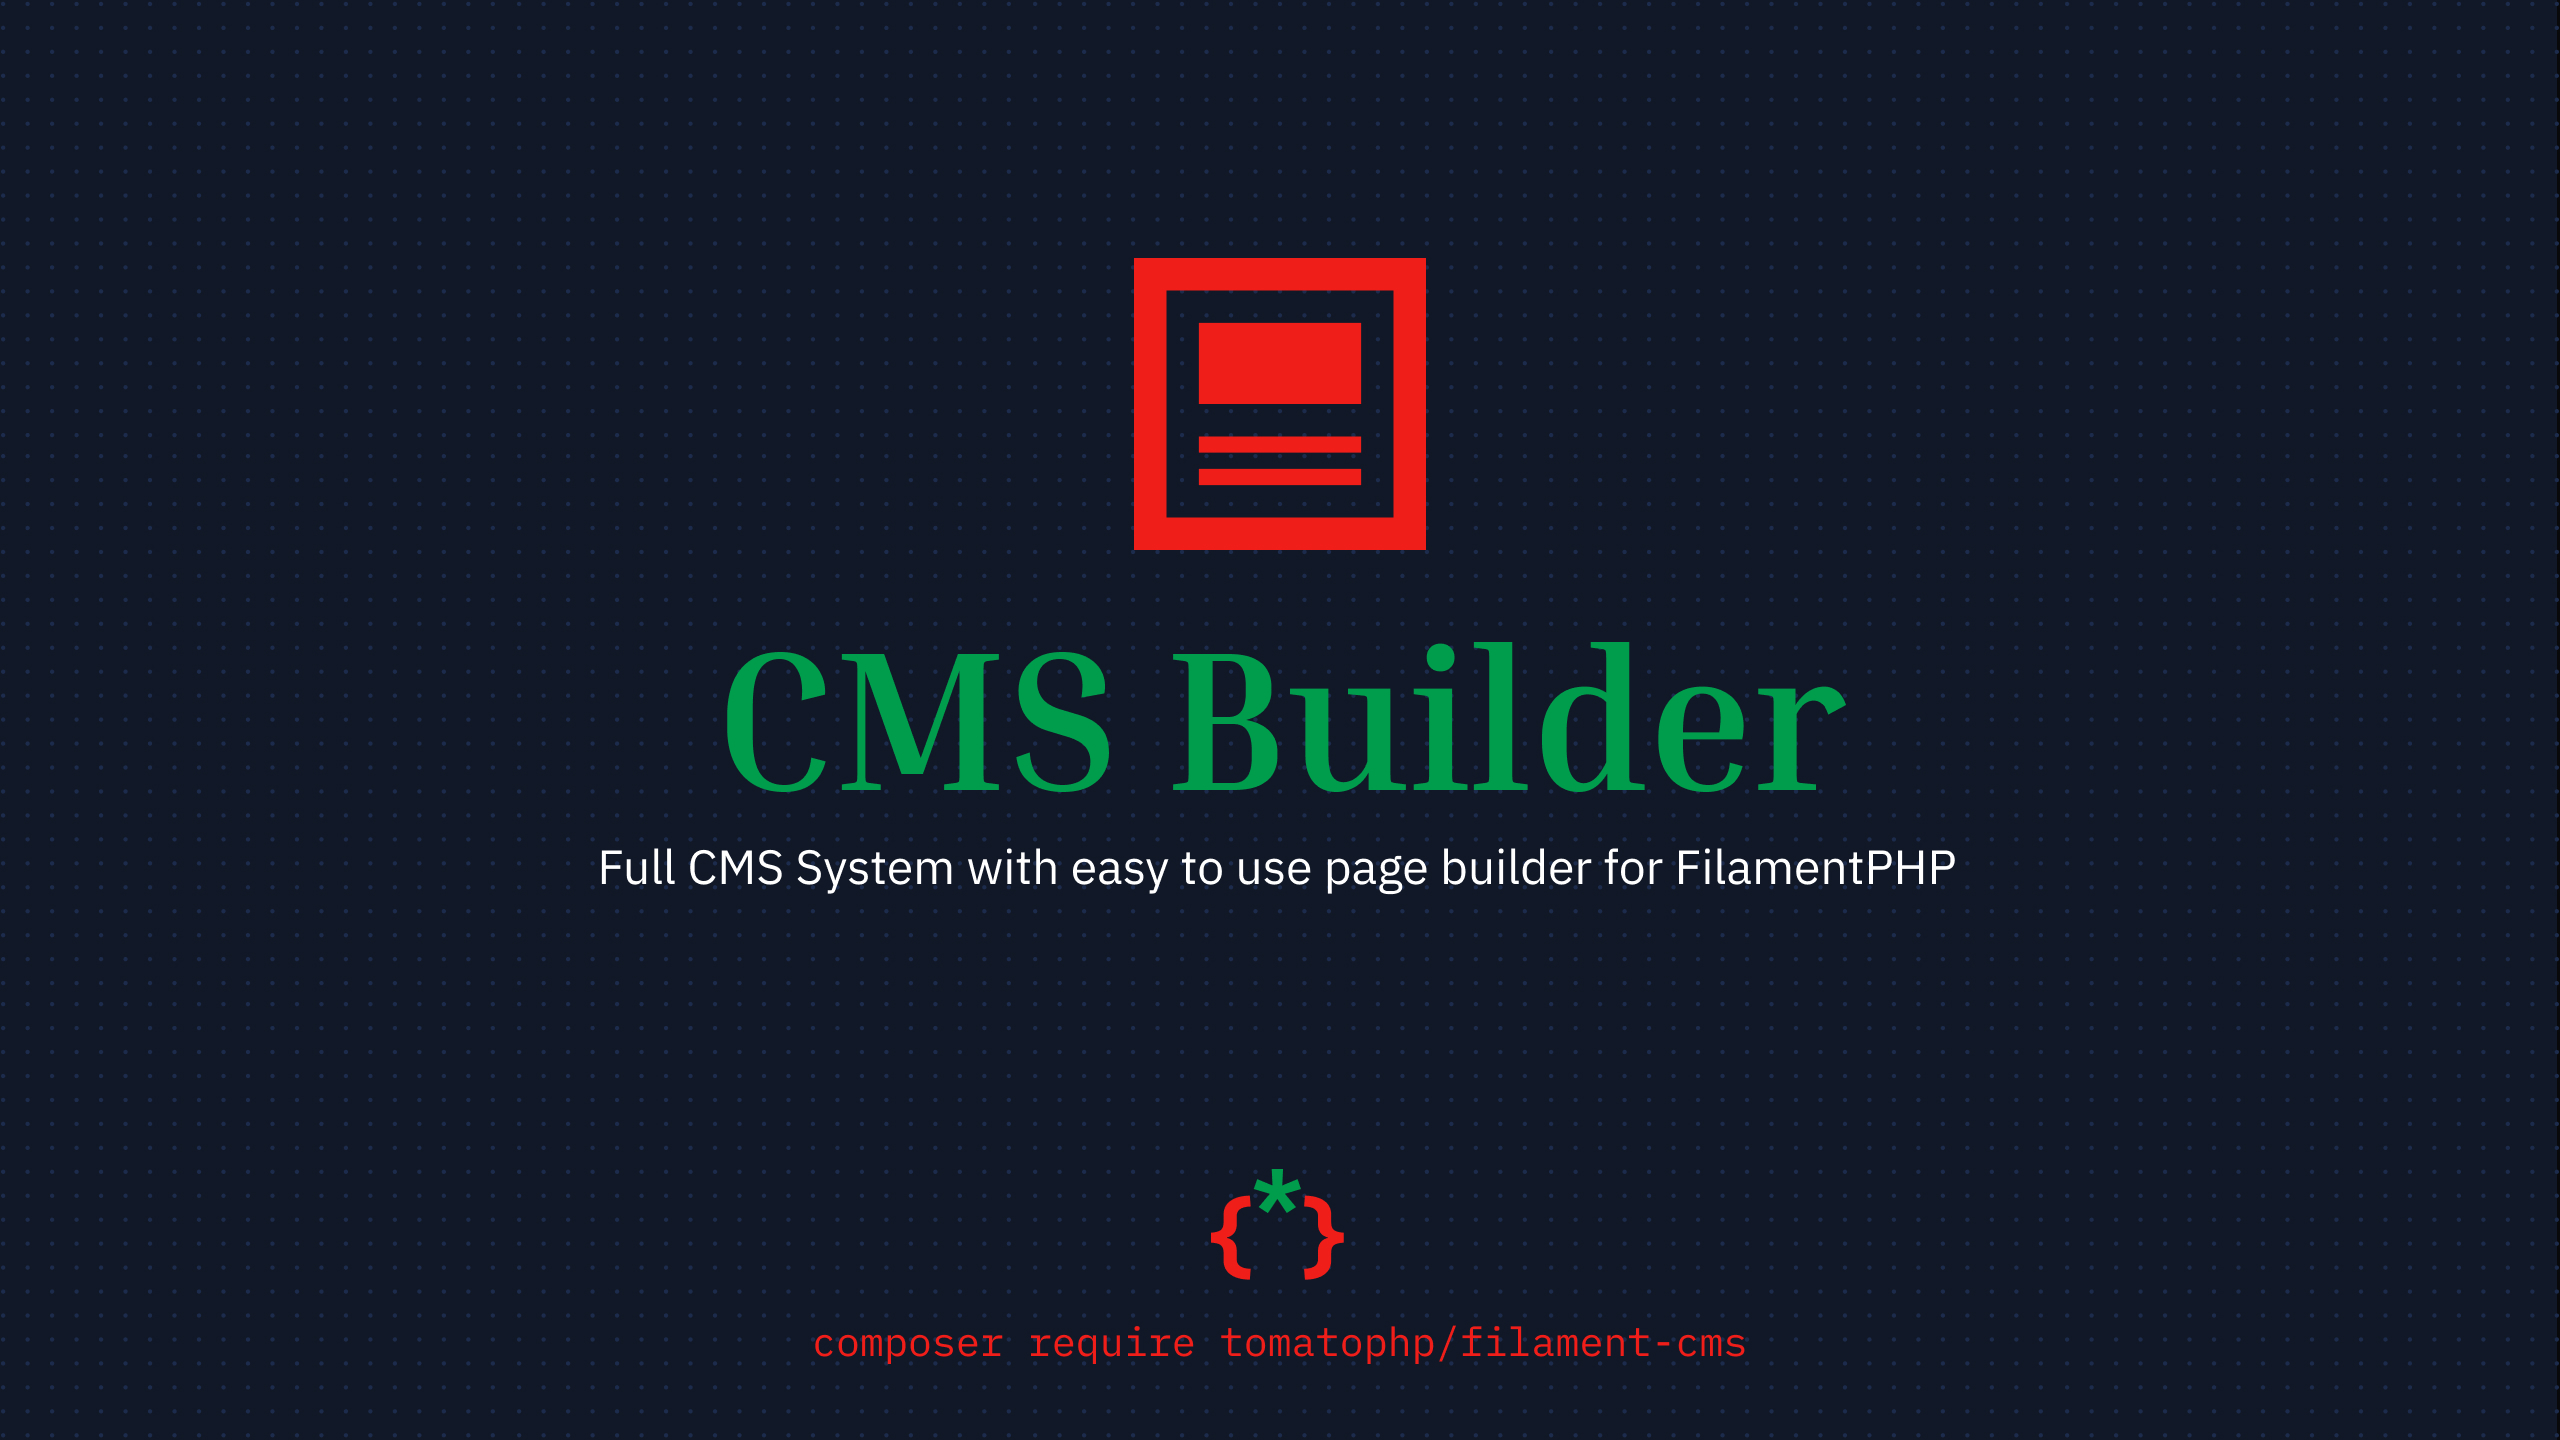 CMS Builder
Full CMS System with easy to use page builder for FilamentPHP
{*}
composer require tomatophp/filament-cms